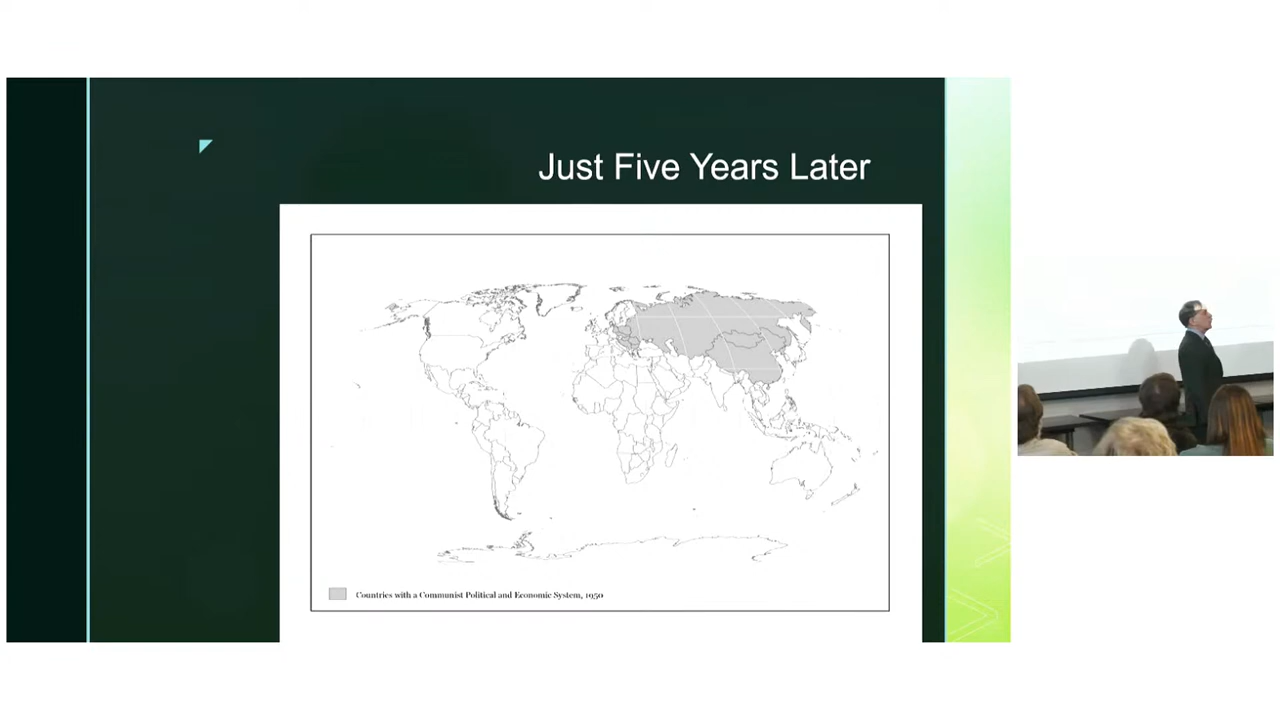 Just Five Years Later
Countries with a Communist Political and Economic System, 1950